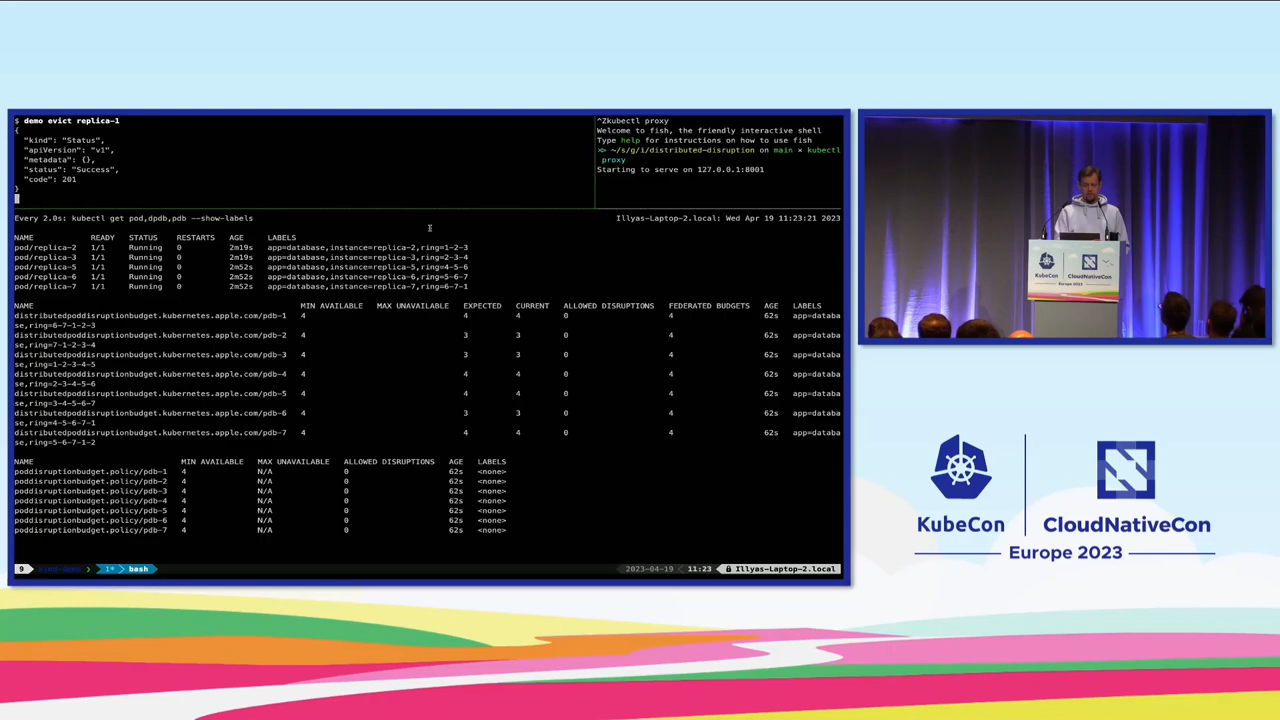 $ demo evict replica-1
{
"kind": "Status",
"apiVersion": "v1",
"metadata": {},
"status": "Success",
"code": 201
}
^Zkubectl proxy
Welcome to fish, the friendly interactive shell
Type help for instructions on how to use fish
~/s/g/i/distributed-disruption on main × kubectl
proxy
Starting to serve on 127.0.0.1:8001
Every 2.0s: kubectl get pod,dpdb,pdb --show-labels Illyas-Laptop-2.local: Wed Apr 19 11:23:21 2023
NAME READY STATUS RESTARTS AGE LABELS
pod/replica-2 1/1 Running 0 2m19s app=database,instance=replica-2,ring=1-2-3
pod/replica-3 1/1 Running 0 2m19s app=database,instance=replica-3,ring=2-3-4
pod/replica-5 1/1 Running 0 2m52s app=database,instance=replica-5,ring=4-5-6
pod/replica-6 1/1 Running 0 2m52s app=database,instance=replica-6,ring=5-6-7
pod/replica-7 1/1 Running 0 2m52s app=database,instance=replica-7,ring=6-7-1
NAME MIN AVAILABLE MAX UNAVAILABLE EXPECTED CURRENT ALLOWED DISRUPTIONS FEDERATED BUDGETS AGE LABELS
distributedpoddisruptionbudget.kubernetes.apple.com/pdb-1 4 4 4 0 4 62s app=databa
se,ring=6-7-1-2-3
distributedpoddisruptionbudget.kubernetes.apple.com/pdb-2 4 3 3 0 4 62s app=databa
se,ring=7-1-2-3-4
distributedpoddisruptionbudget.kubernetes.apple.com/pdb-3 4 3 3 0 4 62s app=databa
se,ring=1-2-3-4-5
distributedpoddisruptionbudget.kubernetes.apple.com/pdb-4 4 4 4 0 4 62s app=databa
se,ring=2-3-4-5-6
distributedpoddisruptionbudget.kubernetes.apple.com/pdb-5 4 4 4 0 4 62s app=databa
se,ring=3-4-5-6-7
distributedpoddisruptionbudget.kubernetes.apple.com/pdb-6 4 3 3 0 4 62s app=databa
se,ring=4-5-6-7-1
distributedpoddisruptionbudget.kubernetes.apple.com/pdb-7 4 4 4 0 4 62s app=databa
se,ring=5-6-7-1-2
NAME MIN AVAILABLE MAX UNAVAILABLE ALLOWED DISRUPTIONS AGE LABELS
poddisruptionbudget.policy/pdb-1 4 N/A 0 62s <none>
poddisruptionbudget.policy/pdb-2 4 N/A 0 62s <none>
poddisruptionbudget.policy/pdb-3 4 N/A 0 62s <none>
poddisruptionbudget.policy/pdb-4 4 N/A 0 62s <none>
poddisruptionbudget.policy/pdb-5 4 N/A 0 62s <none>
poddisruptionbudget.policy/pdb-6 4 N/A 0 62s <none>
poddisruptionbudget.policy/pdb-7 4 N/A 0 62s <none>
9 1* bash 2023-04-19 11:23 Illyas-Laptop-2.local
KubeCon CloudNativeCon
Europe 2023
KubeCon CloudNativeCon
Europe 2023